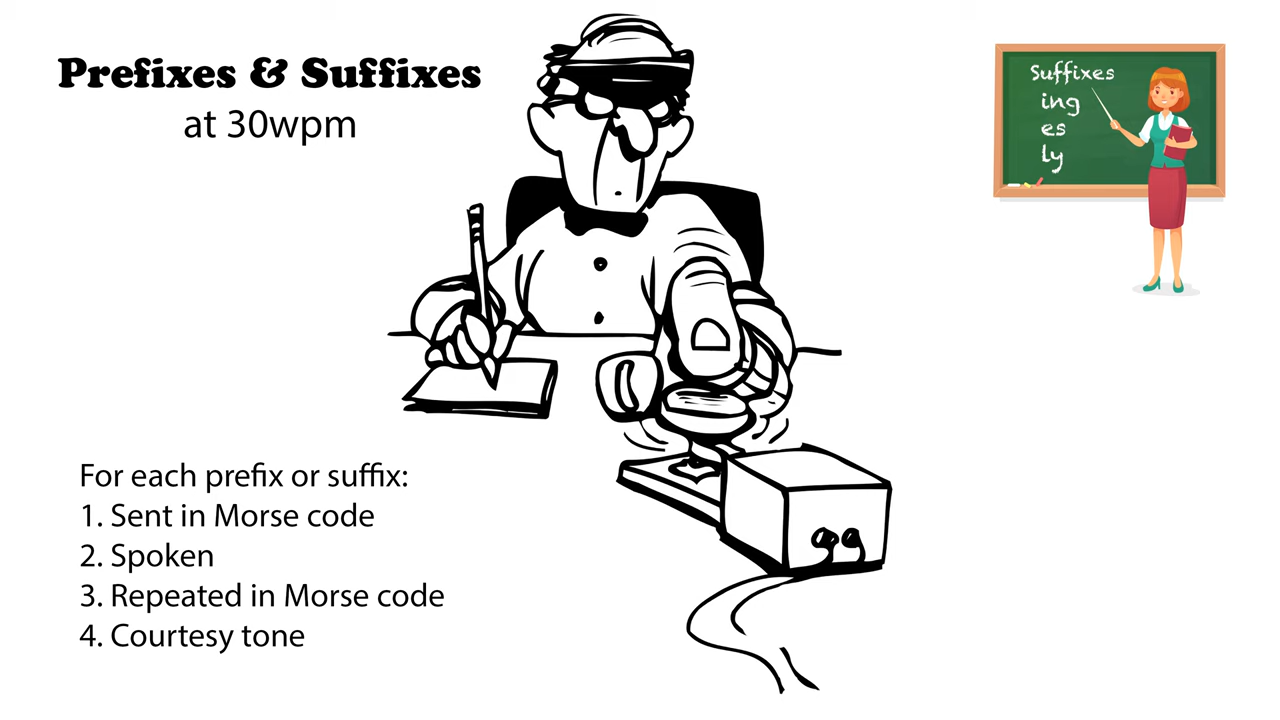 Prefixes & Suffixes
at 30wpm
Suffixes
ing
es
ly
For each prefix or suffix:
1. Sent in Morse code
2. Spoken
3. Repeated in Morse code
4. Courtesy tone